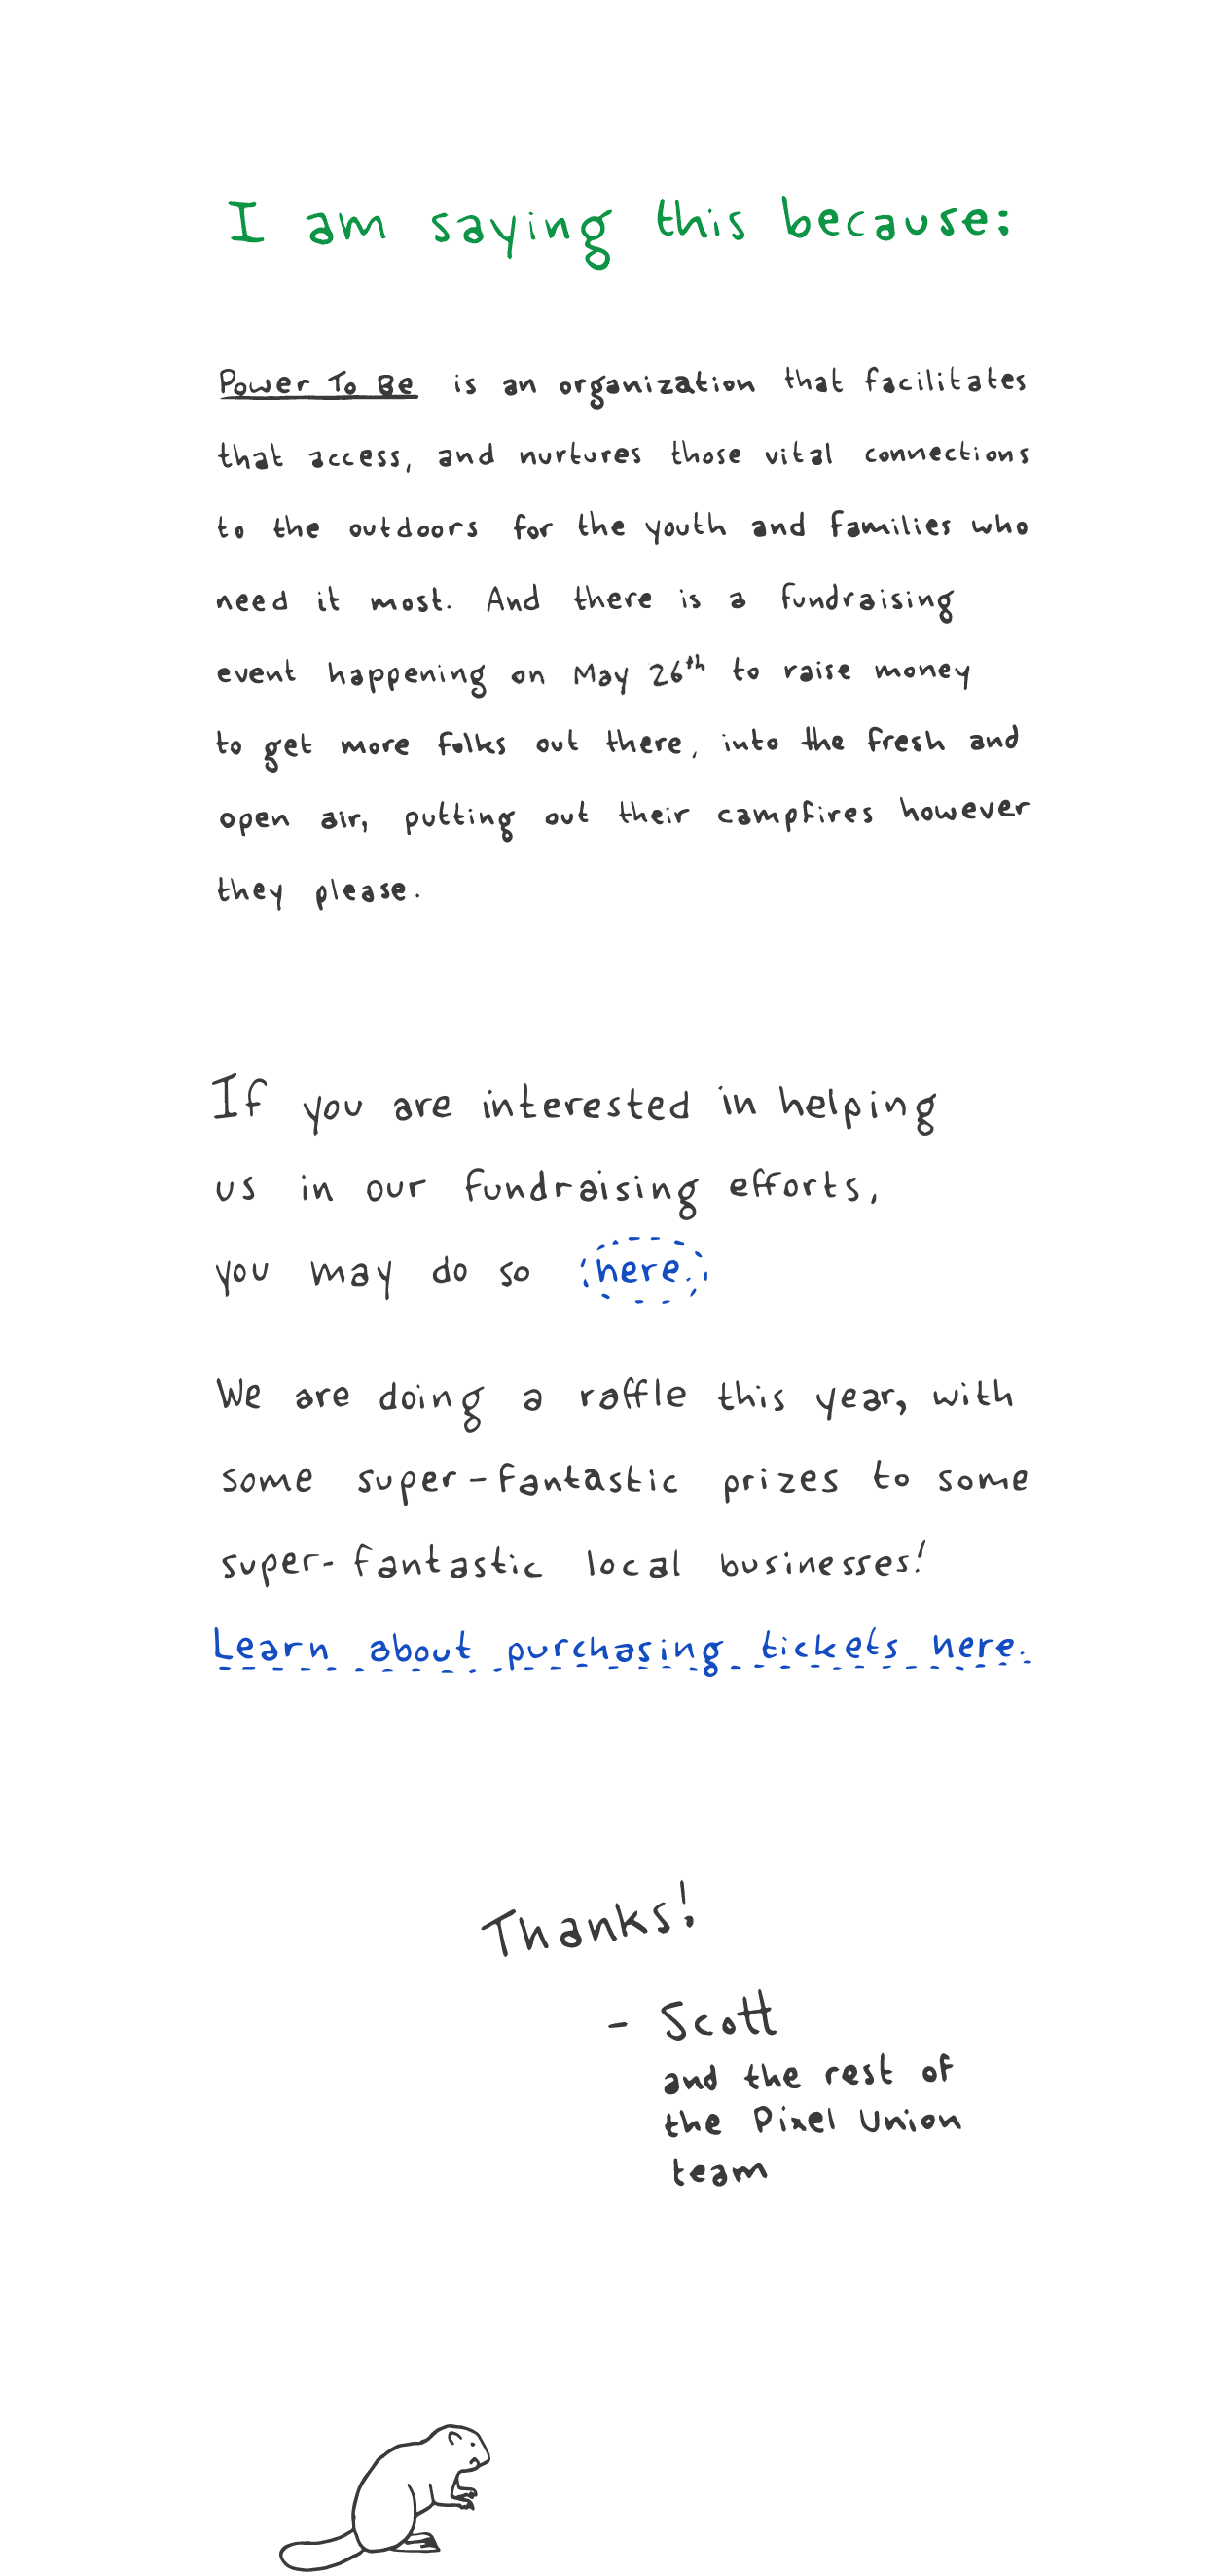 I am saying this because:
Power To Be is an organization that facilitates
that access, and nurtures those vital connections
to the outdoors for the youth and families who
need it most. And there is a fundraising
event happening on May 26th to raise money
to get more folks out there, into the fresh and
open air, putting out their campfires however
they please.
If you are interested in helping
us in our fundraising efforts,
you may do so here.
We are doing a raffle this year, with
some super-fantastic prizes to some
super-fantastic local businesses!
Learn about purchasing tickets here.
Thanks!
- Scott
and the rest of
the Pixel Union
team